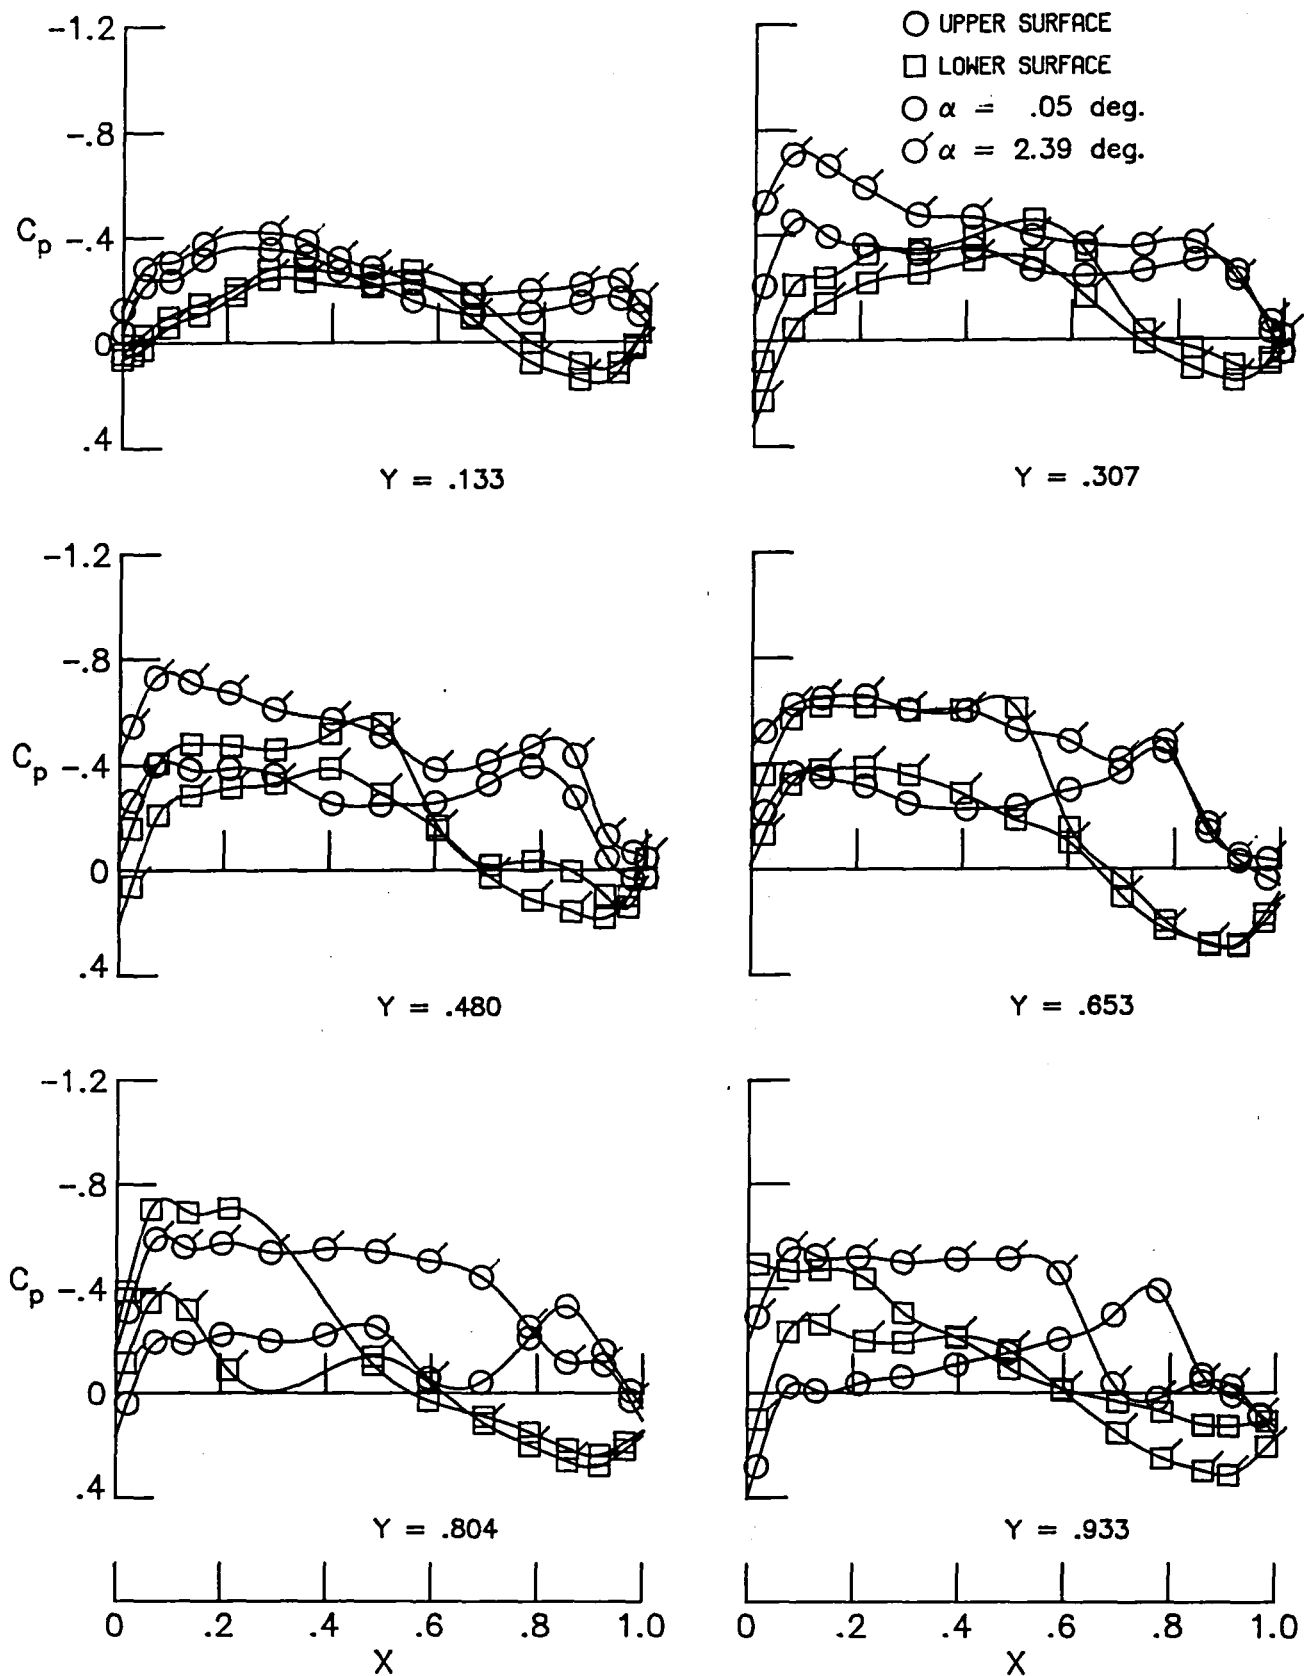 ○ UPPER SURFACE
□ LOWER SURFACE
○ α = .05 deg.
○ α = 2.39 deg.
-1.2
-.8
Cp -.4
0
.4
Y = .133
Y = .307
-1.2
-.8
Cp -.4
0
.4
Y = .480
Y = .653
-1.2
-.8
Cp -.4
0
.4
Y = .804
Y = .933
0 .2 .4 .6 .8 1.0
X
0 .2 .4 .6 .8 1.0
X